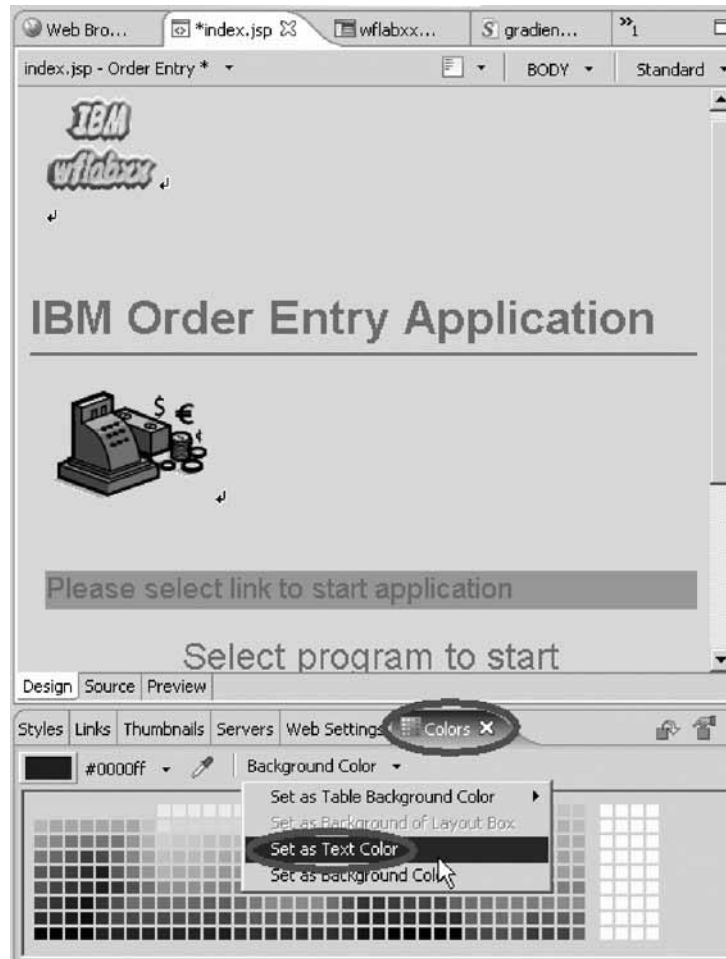 Web Bro... *index.jsp wflabxx... gradien... »1
index.jsp - Order Entry * BODY Standard
IBM
wflabxx
IBM Order Entry Application
$ €
¢
Please select link to start application
Select program to start
Design Source Preview
Styles Links Thumbnails Servers Web Settings Colors
#0000ff Background Color
Set as Table Background Color
Set as Background of Layout Box
Set as Text Color
Set as Background Color